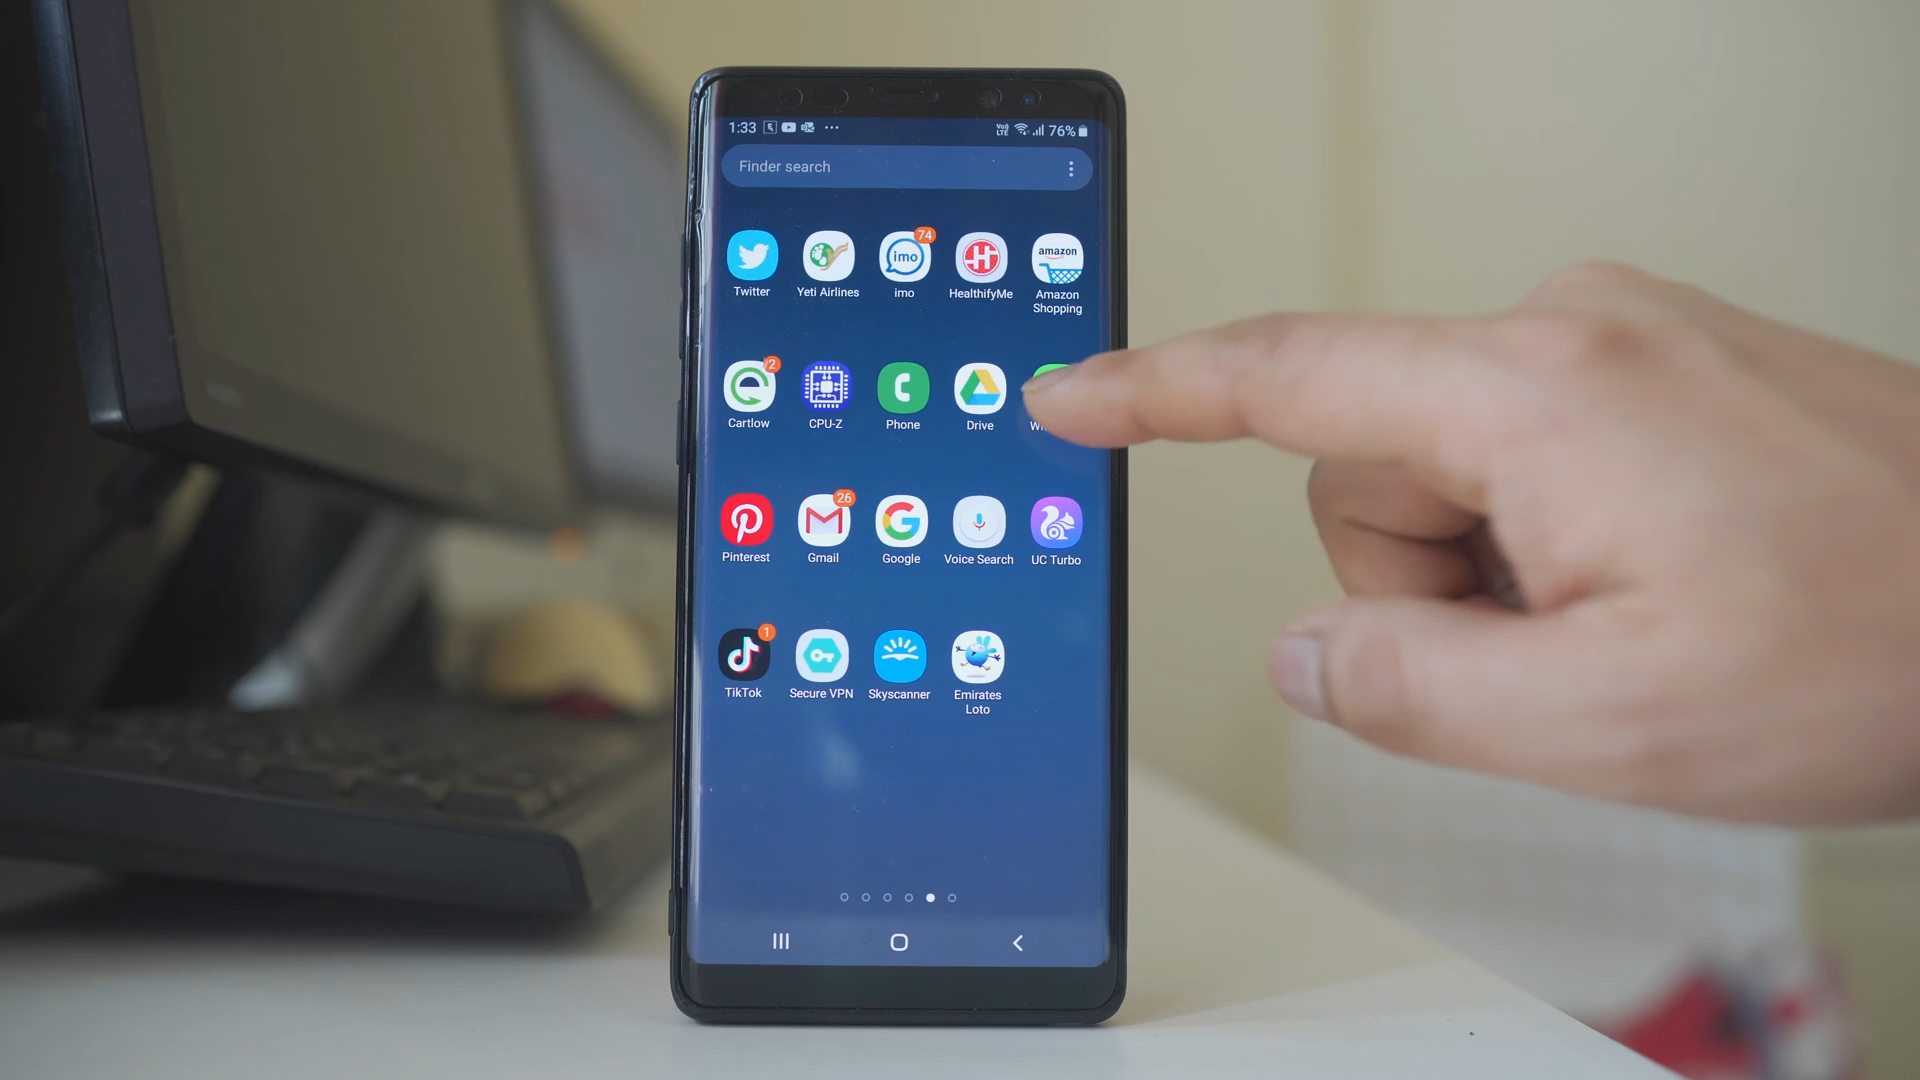 1:33
VoLTE 76%
Finder search
74
imo
amazon
Twitter
Yeti Airlines
imo
HealthifyMe
Amazon
Shopping
Cartlow
CPU-Z
Phone
Drive
26
Pinterest
Gmail
Google
Voice Search
UC Turbo
1
TikTok
Secure VPN
Skyscanner
Emirates
Loto